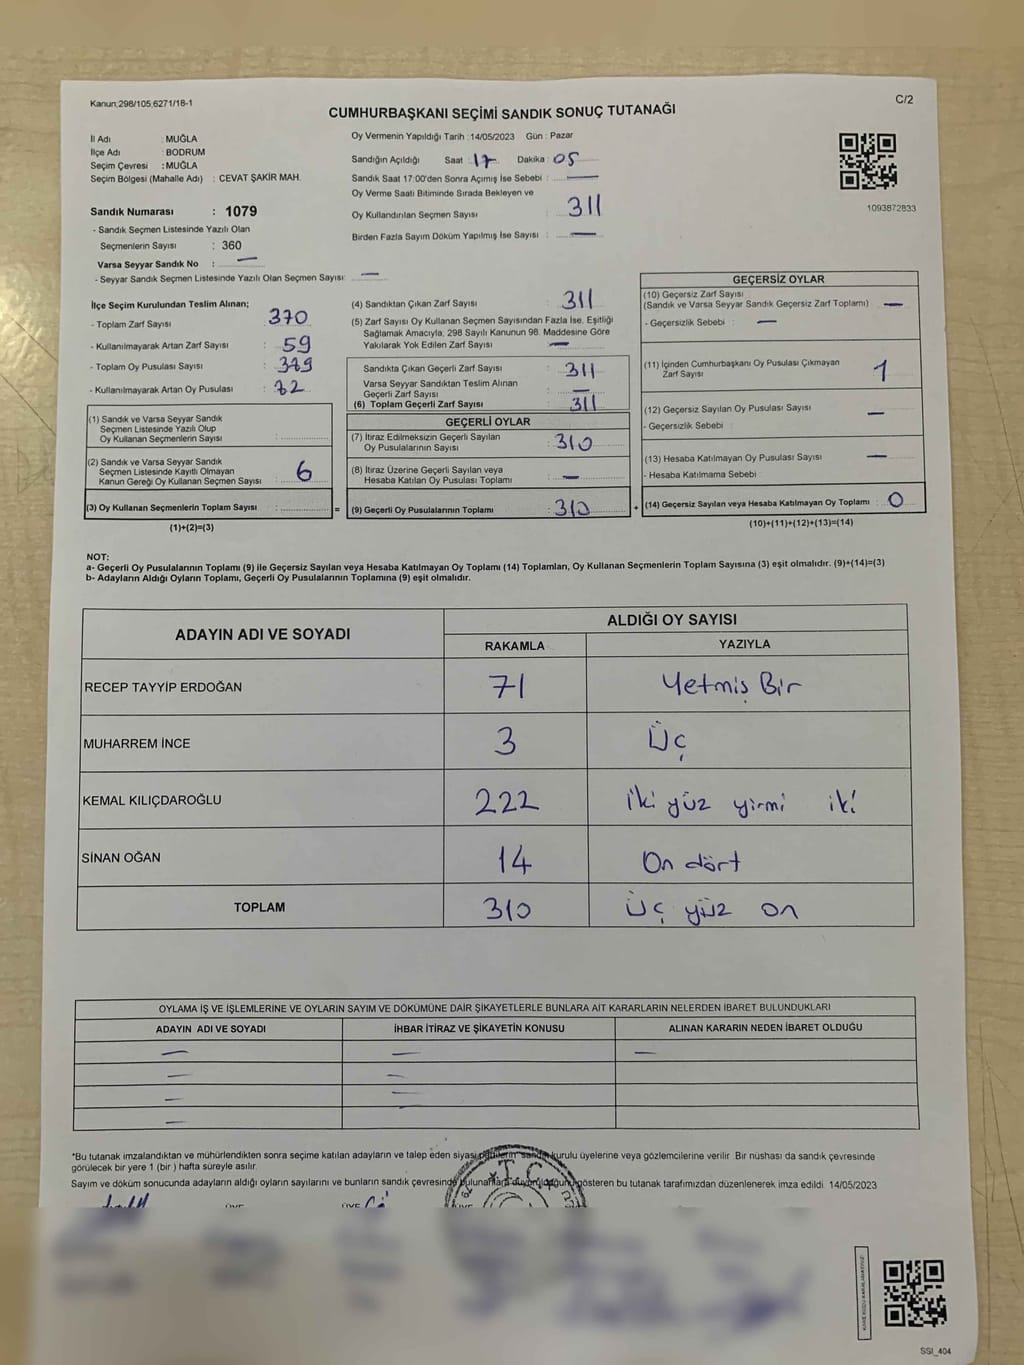 Kanun;298/105;6271/18-1
C/2
CUMHURBAŞKANI SEÇİMİ SANDIK SONUÇ TUTANAĞI
İl Adı : MUĞLA
İlçe Adı : BODRUM
Seçim Çevresi : MUĞLA
Seçim Bölgesi (Mahalle Adı) : CEVAT ŞAKİR MAH.
Oy Vermenin Yapıldığı Tarih :14/05/2023 Gün : Pazar
Sandığın Açıldığı Saat : 17 Dakika : 05
Sandık Saat 17:00'den Sonra Açımış İse Sebebi : —
Oy Verme Saati Bitiminde Sırada Bekleyen ve
Oy Kullandırılan Seçmen Sayısı : 311
Birden Fazla Sayım Döküm Yapılmış İse Sayısı : —
1093872833
Sandık Numarası : 1079
- Sandık Seçmen Listesinde Yazılı Olan
Seçmenlerin Sayısı : 360
Varsa Seyyar Sandık No : —
- Seyyar Sandık Seçmen Listesinde Yazılı Olan Seçmen Sayısı: —
İlçe Seçim Kurulundan Teslim Alınan;
- Toplam Zarf Sayısı : 370
- Kullanılmayarak Artan Zarf Sayısı : 59
- Toplam Oy Pusulası Sayısı :
- Kullanılmayarak Artan Oy Pusulası :
(1) Sandık ve Varsa Seyyar Sandık
Seçmen Listesinde Yazılı Olup
Oy Kullanan Seçmenlerin Sayısı :
(2) Sandık ve Varsa Seyyar Sandık
Seçmen Listesinde Kayıtlı Olmayan
Kanun Gereği Oy Kullanan Seçmen Sayısı : 6
(3) Oy Kullanan Seçmenlerin Toplam Sayısı : =
(1)+(2)=(3)
(4) Sandıktan Çıkan Zarf Sayısı : 311
(5) Zarf Sayısı Oy Kullanan Seçmen Sayısından Fazla İse, Eşitliği
Sağlamak Amacıyla, 298 Sayılı Kanunun 98. Maddesine Göre
Yakılarak Yok Edilen Zarf Sayısı : —
Sandıkta Çıkan Geçerli Zarf Sayısı : 311
Varsa Seyyar Sandıktan Teslim Alınan
Geçerli Zarf Sayısı : —
(6) Toplam Geçerli Zarf Sayısı : 311
GEÇERLİ OYLAR
(7) İtiraz Edilmeksizin Geçerli Sayılan
Oy Pusulalarının Sayısı : 310
(8) İtiraz Üzerine Geçerli Sayılan veya
Hesaba Katılan Oy Pusulası Toplamı : —
(9) Geçerli Oy Pusulalarının Toplamı : 310 +
GEÇERSİZ OYLAR
(10) Geçersiz Zarf Sayısı
(Sandık ve Varsa Seyyar Sandık Geçersiz Zarf Toplamı) : —
- Geçersizlik Sebebi : —
(11) İçinden Cumhurbaşkanı Oy Pusulası Çıkmayan
Zarf Sayısı : 1
(12) Geçersiz Sayılan Oy Pusulası Sayısı : —
- Geçersizlik Sebebi :
(13) Hesaba Katılmayan Oy Pusulası Sayısı : —
- Hesaba Katılmama Sebebi :
(14) Geçersiz Sayılan veya Hesaba Katılmayan Oy Toplamı : 0
(10)+(11)+(12)+(13)=(14)
NOT:
a- Geçerli Oy Pusulalarının Toplamı (9) ile Geçersiz Sayılan veya Hesaba Katılmayan Oy Toplamı (14) Toplamları, Oy Kullanan Seçmenlerin Toplam Sayısına (3) eşit olmalıdır. (9)+(14)=(3)
b- Adayların Aldığı Oyların Toplamı, Geçerli Oy Pusulalarının Toplamına (9) eşit olmalıdır.
ADAYIN ADI VE SOYADI ALDIĞI OY SAYISI
RAKAMLA YAZIYLA
RECEP TAYYİP ERDOĞAN 71 Yetmiş Bir
MUHARREM İNCE 3 Üç
KEMAL KILIÇDAROĞLU 222 iki yüz yirmi iki
SİNAN OĞAN 14 On dört
TOPLAM 310 Üç yüz on
OYLAMA İŞ VE İŞLEMLERİNE VE OYLARIN SAYIM VE DÖKÜMÜNE DAİR ŞİKAYETLERLE BUNLARA AİT KARARLARIN NELERDEN İBARET BULUNDUKLARI
ADAYIN ADI VE SOYADI İHBAR İTİRAZ VE ŞİKAYETİN KONUSU ALINAN KARARIN NEDEN İBARET OLDUĞU
— — —
— —
— —
—
*Bu tutanak imzalandıktan ve mühürlendikten sonra seçime katılan adayların ve talep eden siyasi partilerin sandık kurulu üyelerine veya gözlemcilerine verilir. Bir nüshası da sandık çevresinde
görülecek bir yere 1 (bir ) hafta süreyle asılır.
Sayım ve döküm sonucunda adayların aldığı oyların sayılarını ve bunların sandık çevresinde bulunanlara duyurulduğunu gösteren bu tutanak tarafımızdan düzenlenerek imza edildi. 14/05/2023
T.C.
ÜYE ÜYE ÜYE
SSI_404